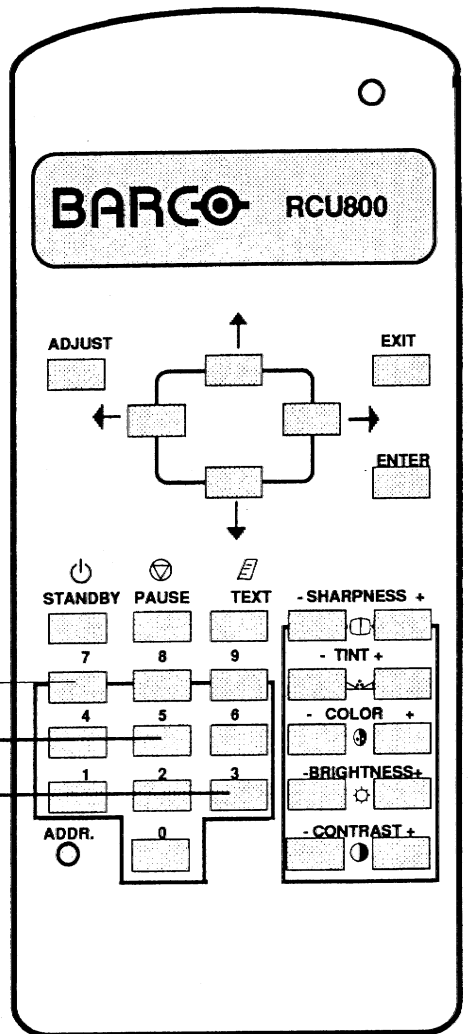 BARCO RCU800
ADJUST EXIT
ENTER
STANDBY PAUSE TEXT - SHARPNESS +
7 8 9 - TINT +
4 5 6 - COLOR +
1 2 3 -BRIGHTNESS+
ADDR. 0 - CONTRAST +